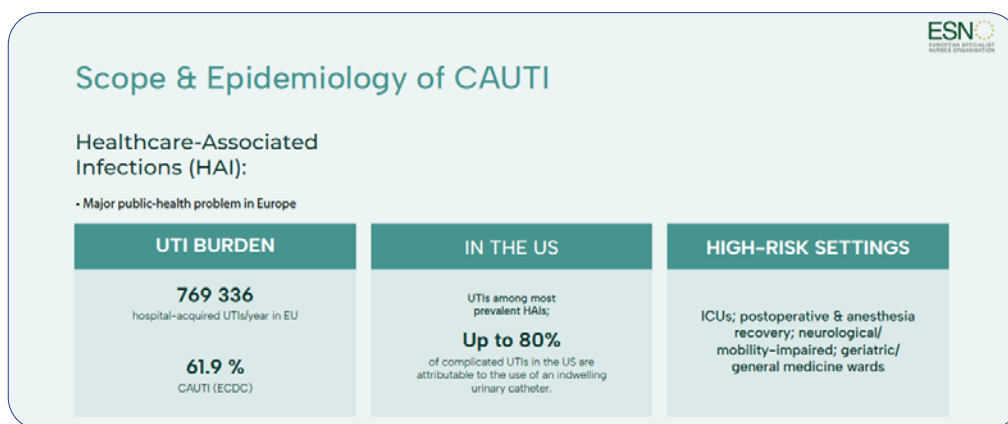 ESNO
EUROPEAN SPECIALIST
NURSES ORGANISATION
Scope & Epidemiology of CAUTI
Healthcare-Associated
Infections (HAI):
• Major public-health problem in Europe
UTI BURDEN
769 336
hospital-acquired UTIs/year in EU
61.9 %
CAUTI (ECDC)
IN THE US
UTIs among most
prevalent HAIs;
Up to 80%
of complicated UTIs in the US are
attributable to the use of an indwelling
urinary catheter.
HIGH-RISK SETTINGS
ICUs; postoperative & anesthesia
recovery; neurological/
mobility-impaired; geriatric/
general medicine wards